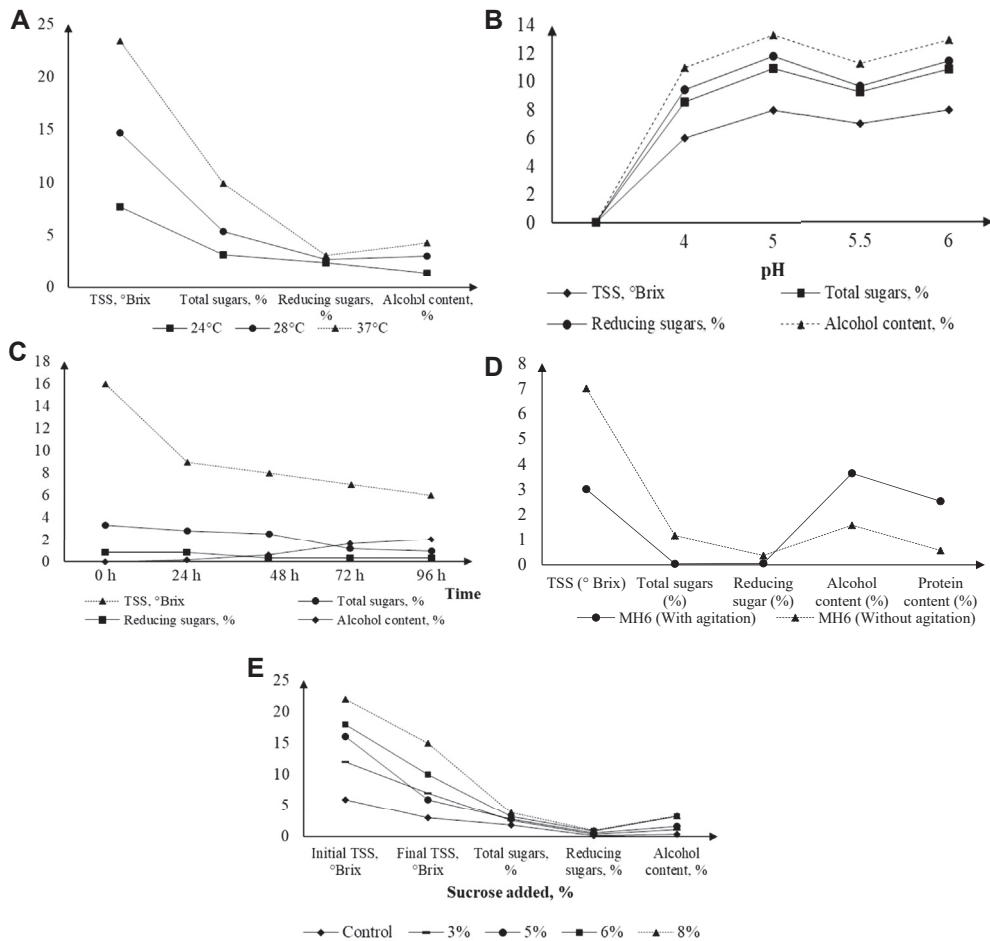 A
25
20
15
10
5
0
TSS, °Brix Total sugars, % Reducing sugars, % Alcohol content, %
24°C 28°C 37°C
B
14
12
10
8
6
4
2
0
4 5 5.5 6
pH
TSS, °Brix Total sugars, %
Reducing sugars, % Alcohol content, %
C
18
16
14
12
10
8
6
4
2
0
0 h 24 h 48 h 72 h 96 h
Time
TSS, °Brix Total sugars, %
Reducing sugars, % Alcohol content, %
D
8
7
6
5
4
3
2
1
0
TSS (° Brix) Total sugars (%) Reducing sugar (%) Alcohol content (%) Protein content (%)
MH6 (With agitation) MH6 (Without agitation)
E
25
20
15
10
5
0
Initial TSS, °Brix Final TSS, °Brix Total sugars, % Reducing sugars, % Alcohol content, %
Sucrose added, %
Control 3% 5% 6% 8%